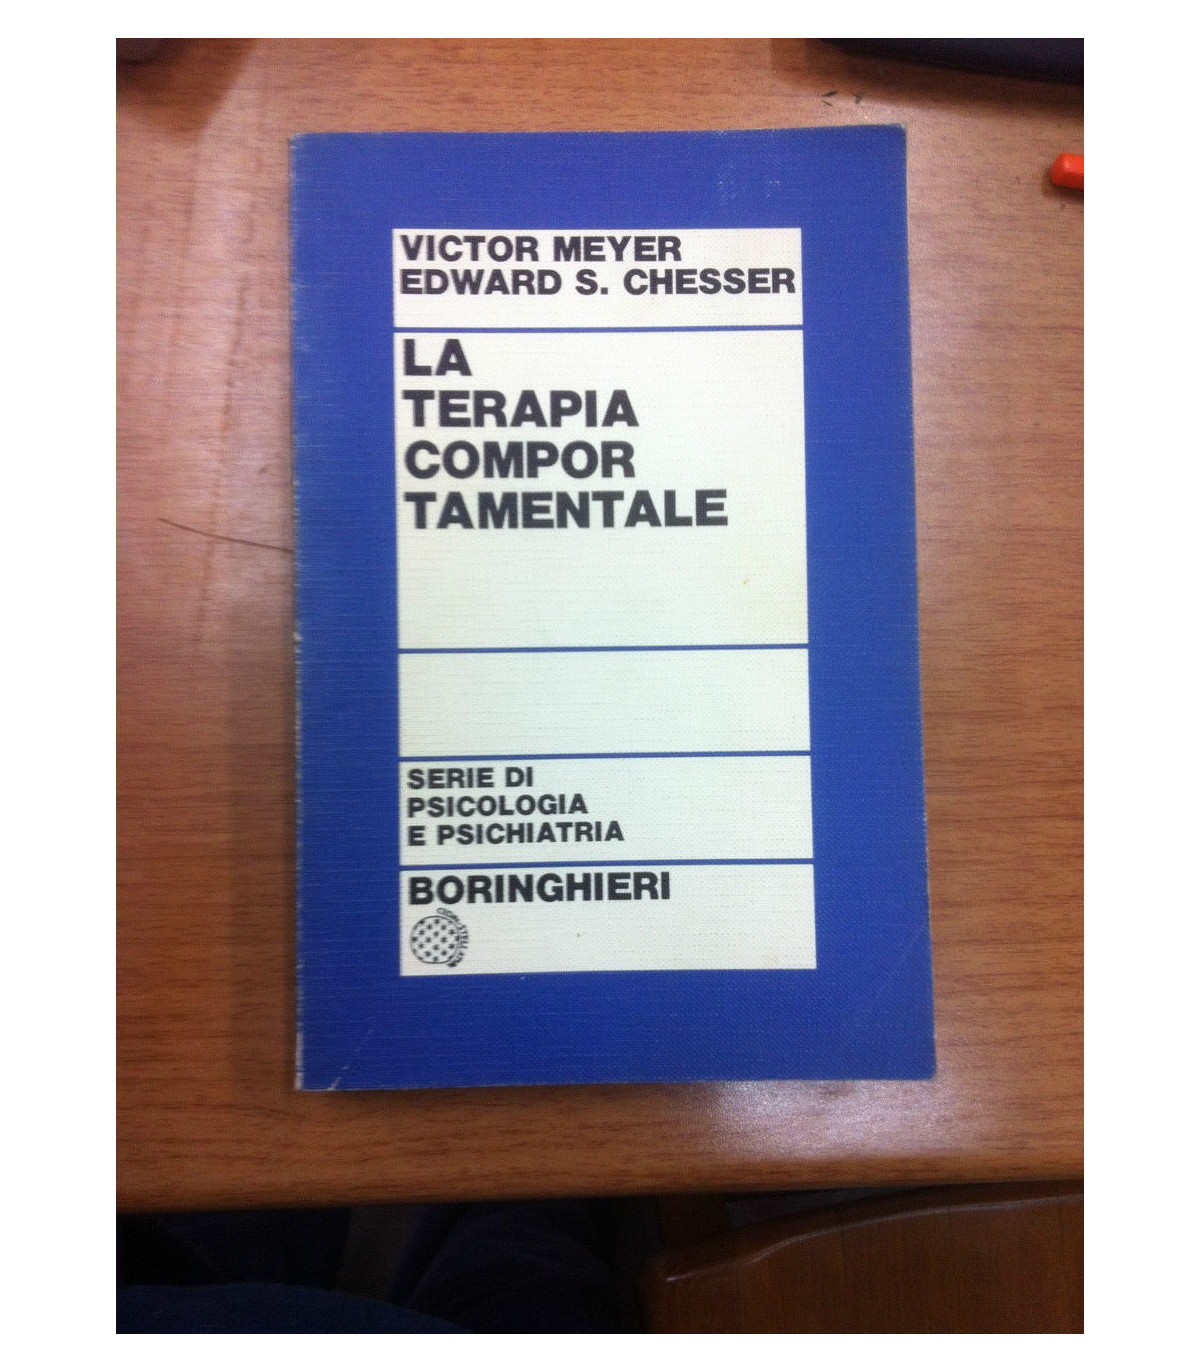 VICTOR MEYER
EDWARD S. CHESSER
LA
TERAPIA
COMPOR
TAMENTALE
SERIE DI
PSICOLOGIA
E PSICHIATRIA
BORINGHIERI